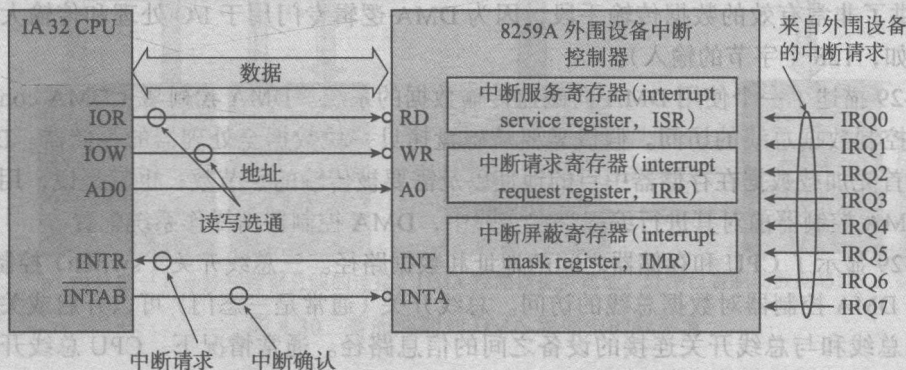 IA 32 CPU
IOR
IOW
AD0
INTR
INTAB
数据
地址
读写选通
中断请求
中断确认
8259A 外围设备中断
控制器
RD
WR
A0
INT
INTA
中断服务寄存器(interrupt
service register, ISR)
中断请求寄存器(interrupt
request register, IRR)
中断屏蔽寄存器(interrupt
mask register, IMR)
来自外围设备
的中断请求
IRQ0
IRQ1
IRQ2
IRQ3
IRQ4
IRQ5
IRQ6
IRQ7